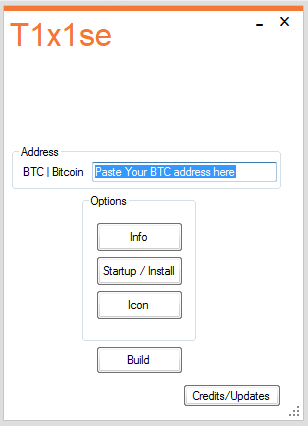 T1x1se
Address
BTC | Bitcoin
Paste Your BTC address here
Options
Info
Startup / Install
Icon
Build
Credits/Updates